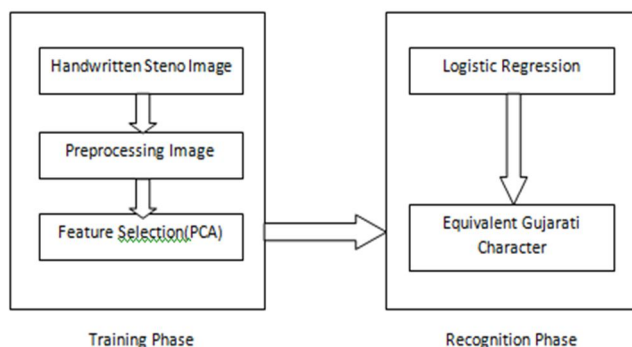 Handwritten Steno Image
Preprocessing Image
Feature Selection(PCA)
Training Phase
Logistic Regression
Equivalent Gujarati
Character
Recognition Phase